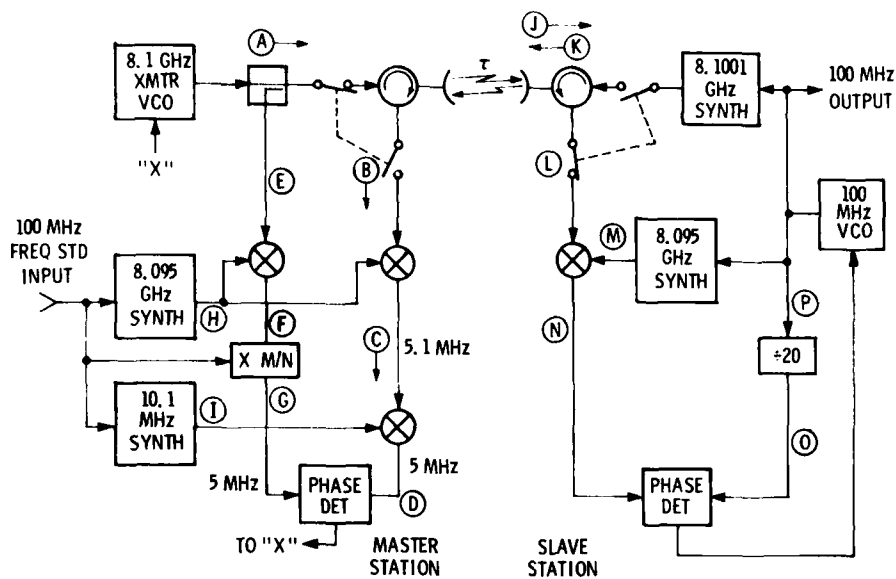 A
J
K
τ
8.1 GHz
XMTR
VCO
"X"
8.1001
GHz
SYNTH
100 MHz
OUTPUT
B
L
E
100 MHz
FREQ STD
INPUT
8.095
GHz
SYNTH
H
F
M
8.095
GHz
SYNTH
100
MHz
VCO
P
C
5.1 MHz
N
X M/N
÷20
G
10.1
MHz
SYNTH
I
O
5 MHz
5 MHz
PHASE
DET
D
PHASE
DET
TO "X"
MASTER
STATION
SLAVE
STATION